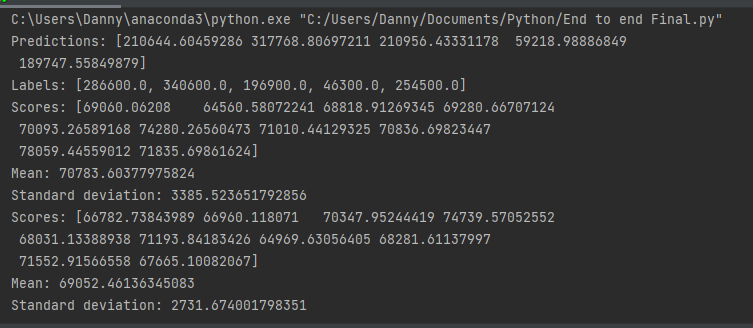 C:\Users\Danny\anaconda3\python.exe "C:/Users/Danny/Documents/Python/End to end Final.py"
Predictions: [210644.60459286 317768.80697211 210956.43331178  59218.98886849
 189747.55849879]
Labels: [286600.0, 340600.0, 196900.0, 46300.0, 254500.0]
Scores: [69060.06208    64560.58072241 68818.91269345 69280.66707124
 70093.26589168 74280.26560473 71010.44129325 70836.69823447
 78059.44559012 71835.69861624]
Mean: 70783.60377975824
Standard deviation: 3385.523651792856
Scores: [66782.73843989 66960.118071   70347.95244419 74739.57052552
 68031.13388938 71193.84183426 64969.63056405 68281.61137997
 71552.91566558 67665.10082067]
Mean: 69052.46136345083
Standard deviation: 2731.674001798351